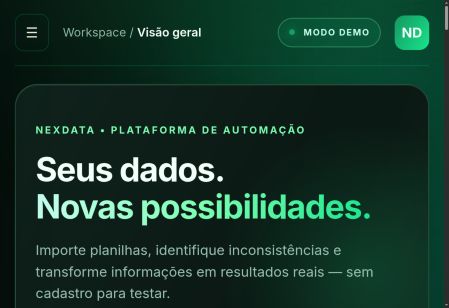 ☰ Workspace / Visão geral MODO DEMO ND
NEXDATA • PLATAFORMA DE AUTOMAÇÃO
Seus dados.
Novas possibilidades.
Importe planilhas, identifique inconsistências e
transforme informações em resultados reais — sem
cadastro para testar.